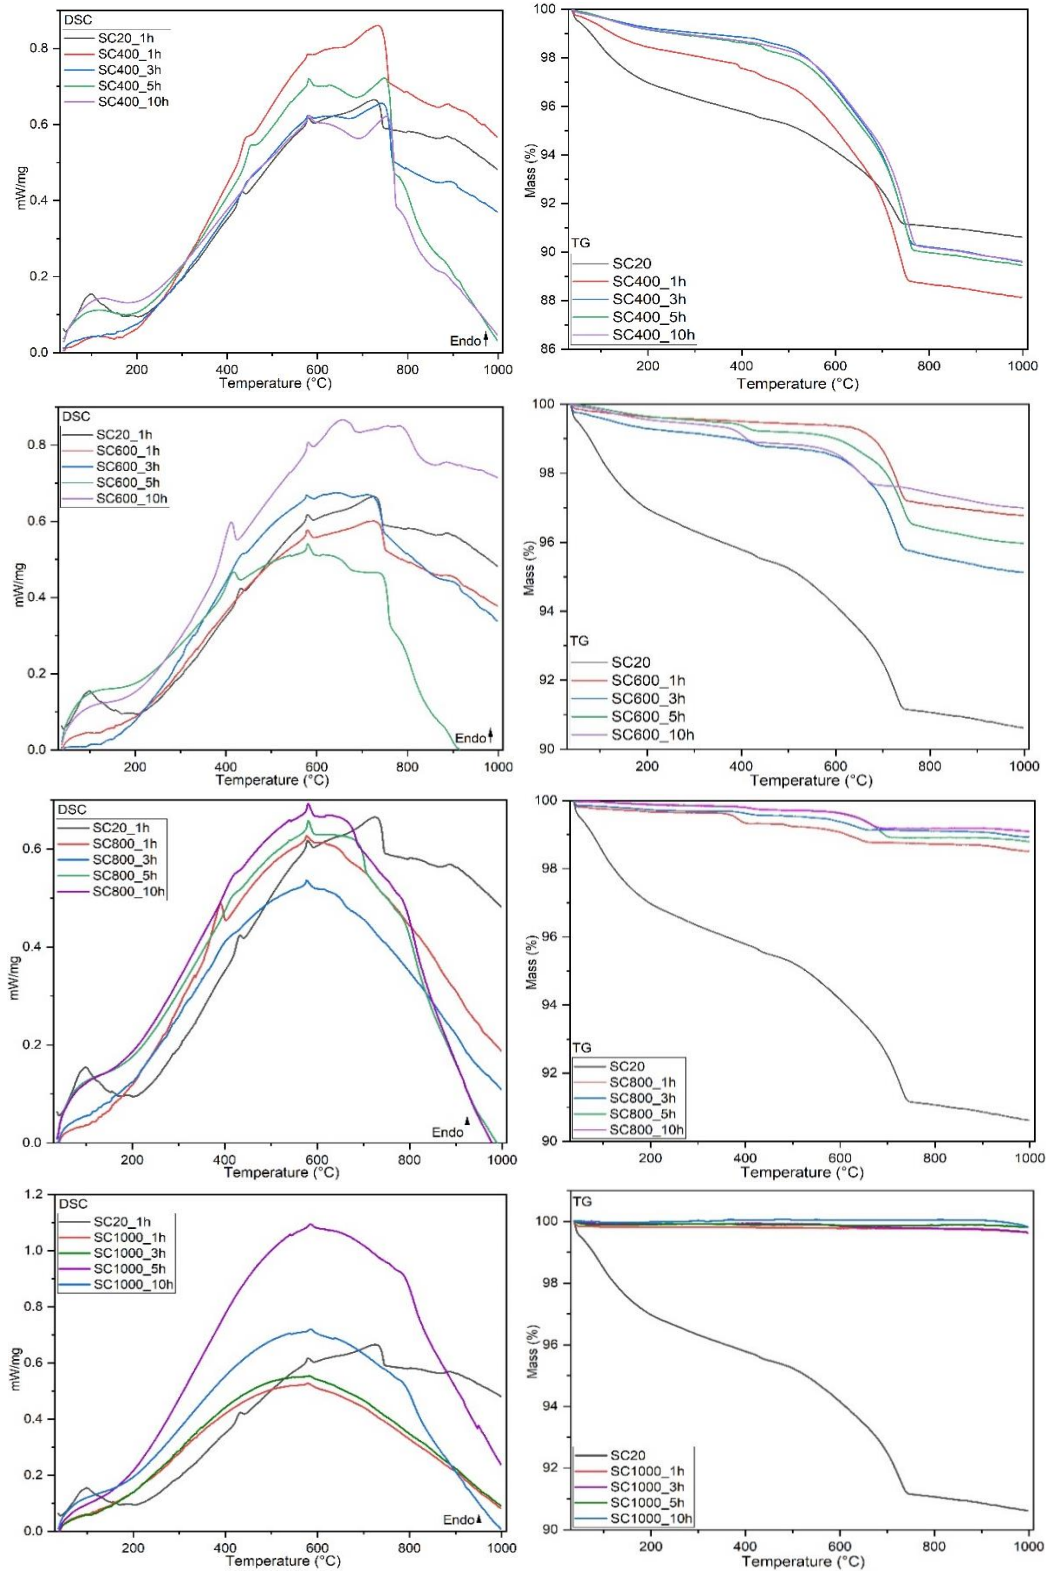 DSC
SC20_1h
SC400_1h
SC400_3h
SC400_5h
SC400_10h
0.8
0.6
0.4
0.2
0.0
mW/mg
Endo
200 400 600 800 1000
Temperature (°C)
100
98
96
94
92
90
88
86
Mass (%)
TG
SC20
SC400_1h
SC400_3h
SC400_5h
SC400_10h
200 400 600 800 1000
Temperature (°C)
DSC
SC20_1h
SC600_1h
SC600_3h
SC600_5h
SC600_10h
0.8
0.6
0.4
0.2
0.0
mW/mg
Endo
200 400 600 800 1000
Temperature (°C)
100
98
96
94
92
90
Mass (%)
TG
SC20
SC600_1h
SC600_3h
SC600_5h
SC600_10h
200 400 600 800 1000
Temperature (°C)
DSC
SC20_1h
SC800_1h
SC800_3h
SC800_5h
SC800_10h
0.6
0.4
0.2
0.0
mW/mg
Endo
200 400 600 800 1000
Temperature (°C)
100
98
96
94
92
90
Mass (%)
TG
SC20
SC800_1h
SC800_3h
SC800_5h
SC800_10h
200 400 600 800 1000
Temperature (°C)
DSC
SC20_1h
SC1000_1h
SC1000_3h
SC1000_5h
SC1000_10h
1.2
1.0
0.8
0.6
0.4
0.2
0.0
mW/mg
Endo
200 400 600 800 1000
Temperature (°C)
TG
100
98
96
94
92
90
Mass (%)
SC20
SC1000_1h
SC1000_3h
SC1000_5h
SC1000_10h
200 400 600 800 1000
Temperature (°C)